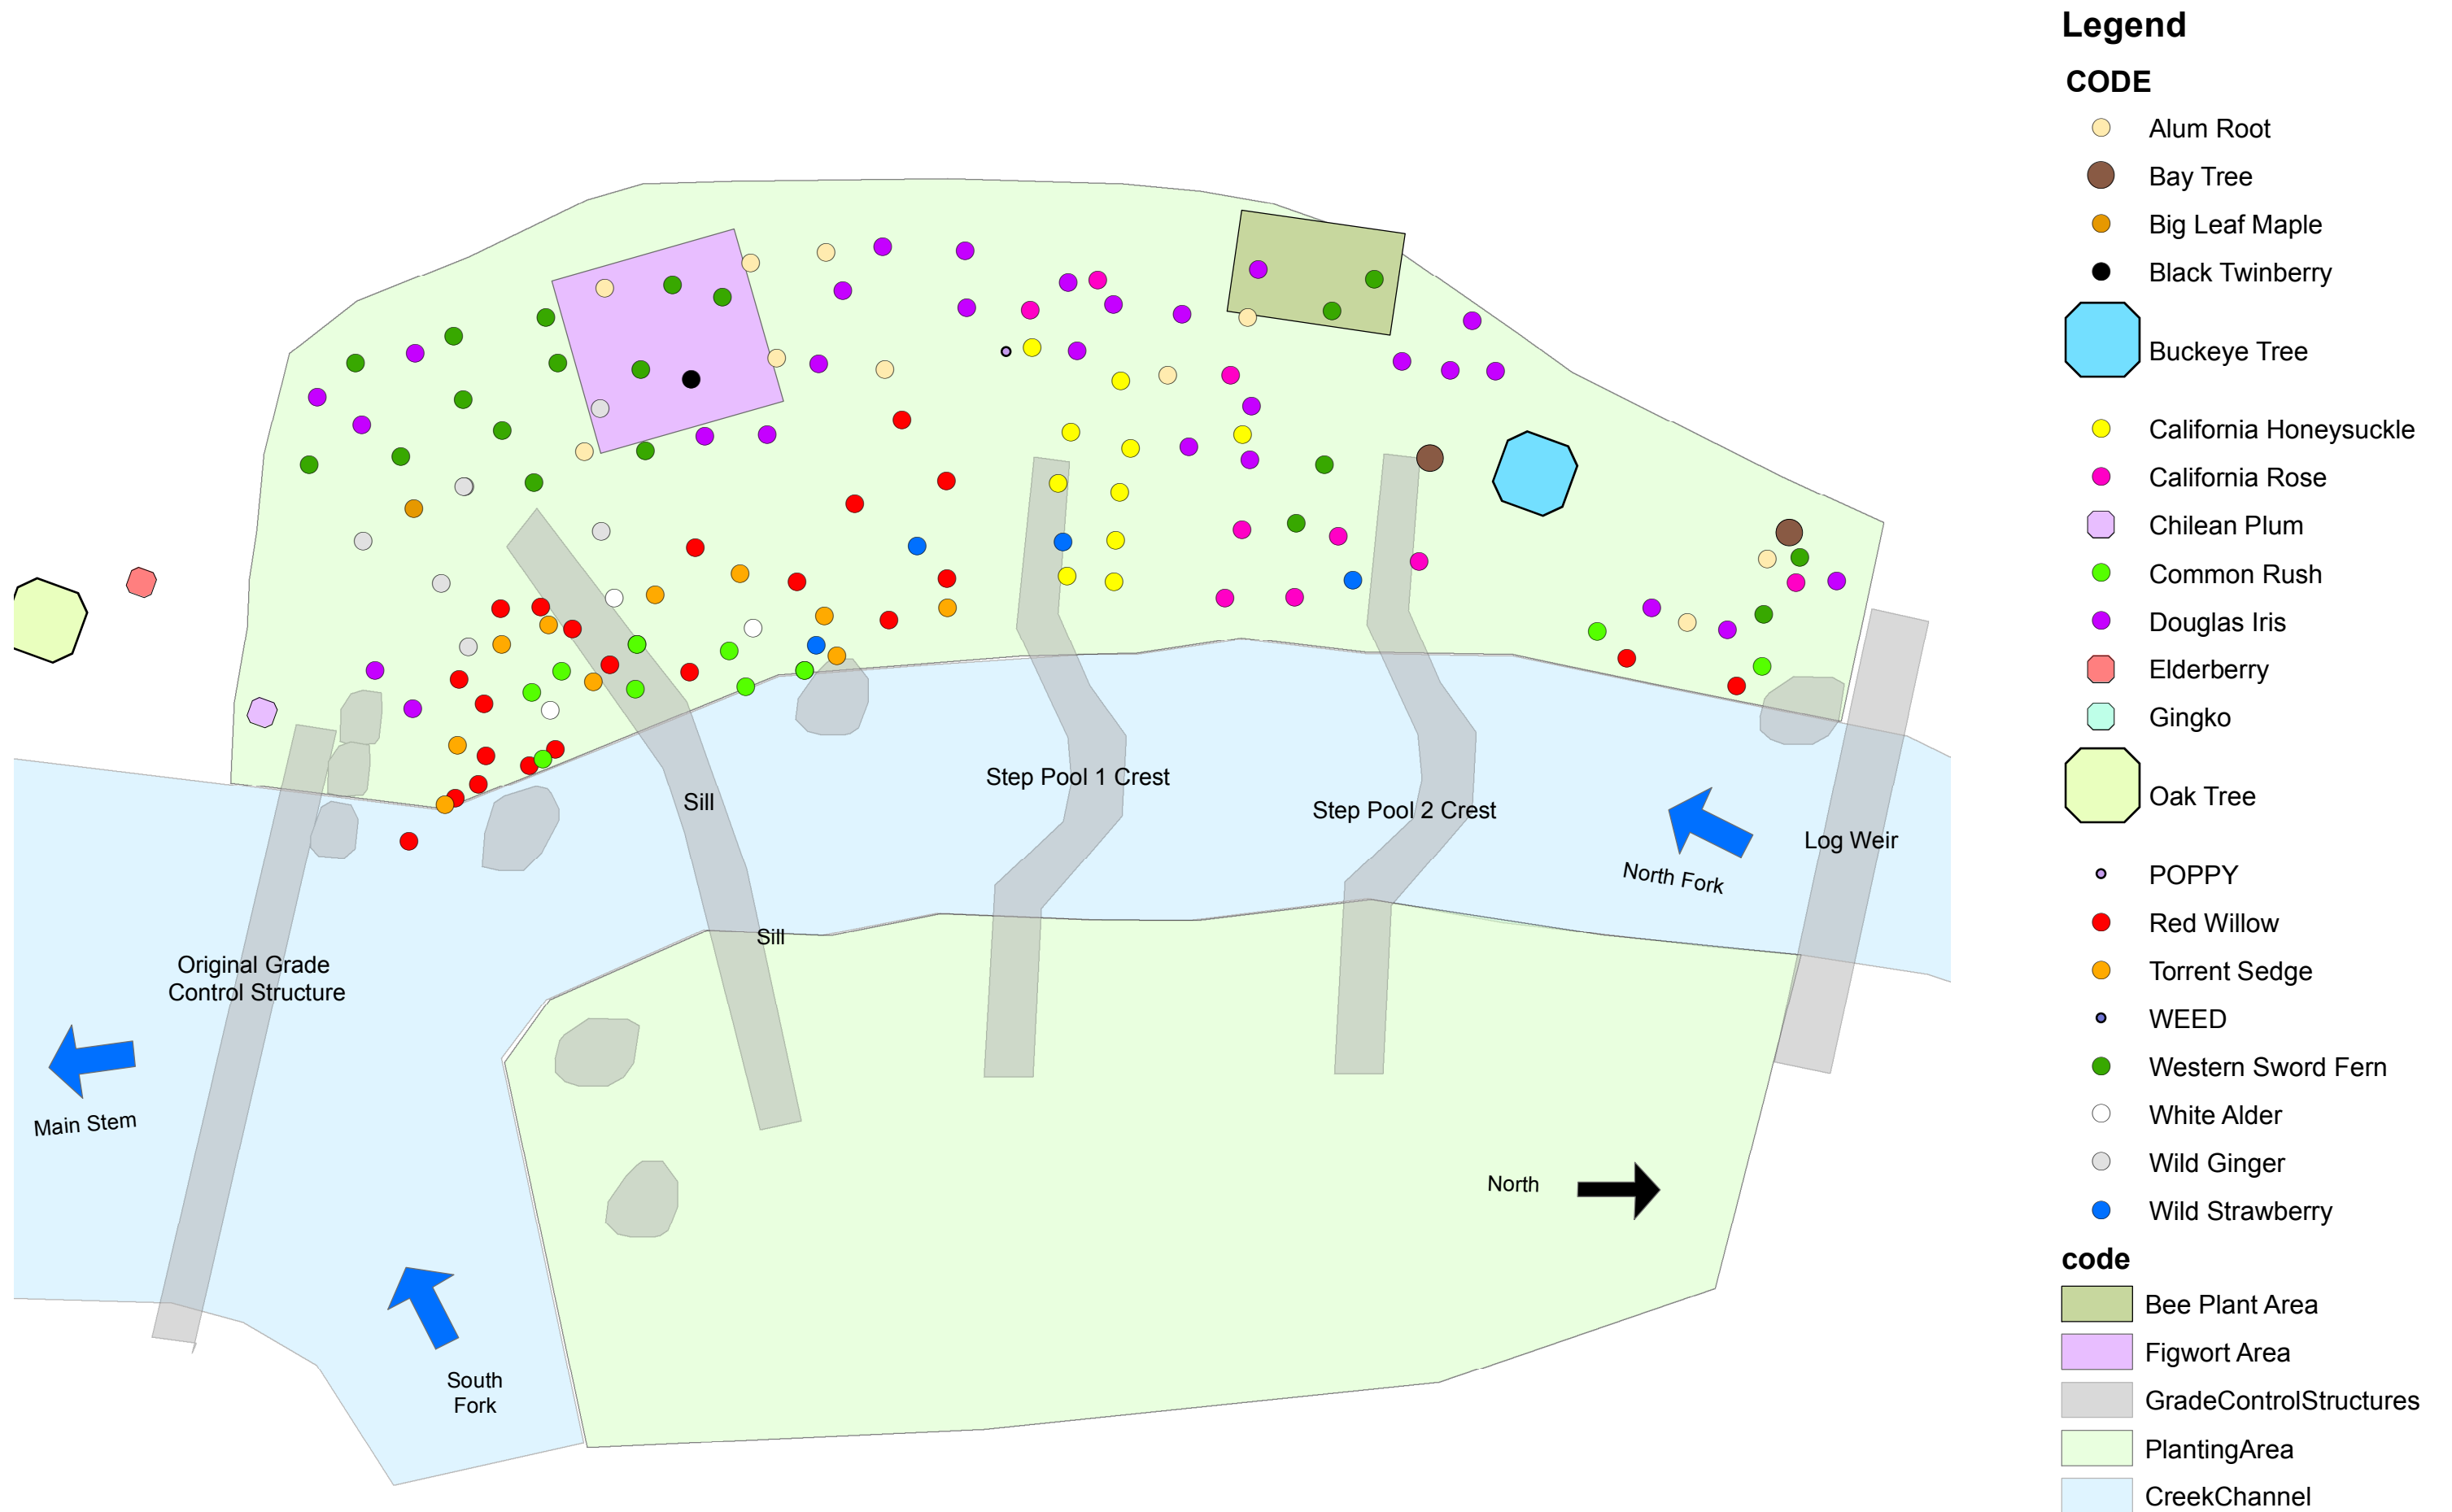 Legend
CODE
Alum Root
Bay Tree
Big Leaf Maple
Black Twinberry
Buckeye Tree
California Honeysuckle
California Rose
Chilean Plum
Common Rush
Douglas Iris
Elderberry
Gingko
Oak Tree
POPPY
Red Willow
Torrent Sedge
WEED
Western Sword Fern
White Alder
Wild Ginger
Wild Strawberry
code
Bee Plant Area
Figwort Area
GradeControlStructures
PlantingArea
CreekChannel
Step Pool 1 Crest
Sill
Step Pool 2 Crest
Log Weir
North Fork
Sill
Original Grade
Control Structure
Main Stem
North
South
Fork